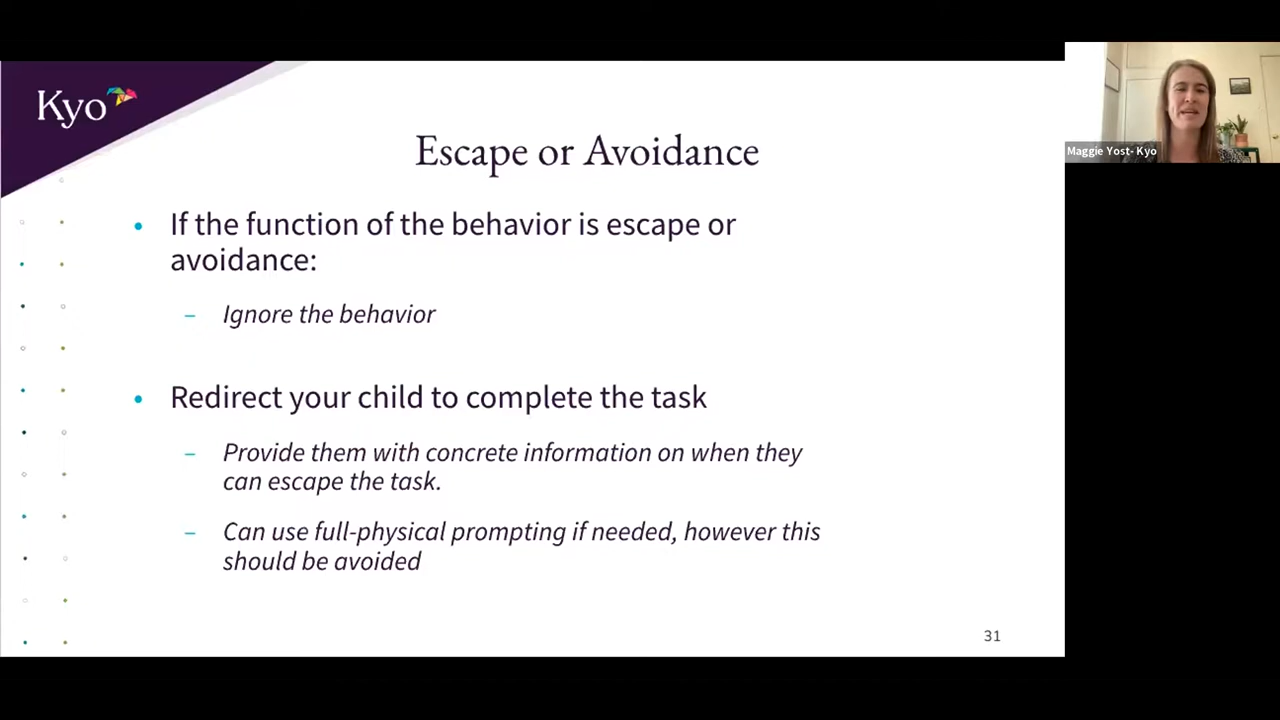 Kyo
Escape or Avoidance
• If the function of the behavior is escape or
avoidance:
– Ignore the behavior
• Redirect your child to complete the task
– Provide them with concrete information on when they
can escape the task.
– Can use full-physical prompting if needed, however this
should be avoided
31
Maggie Yost- Kyo